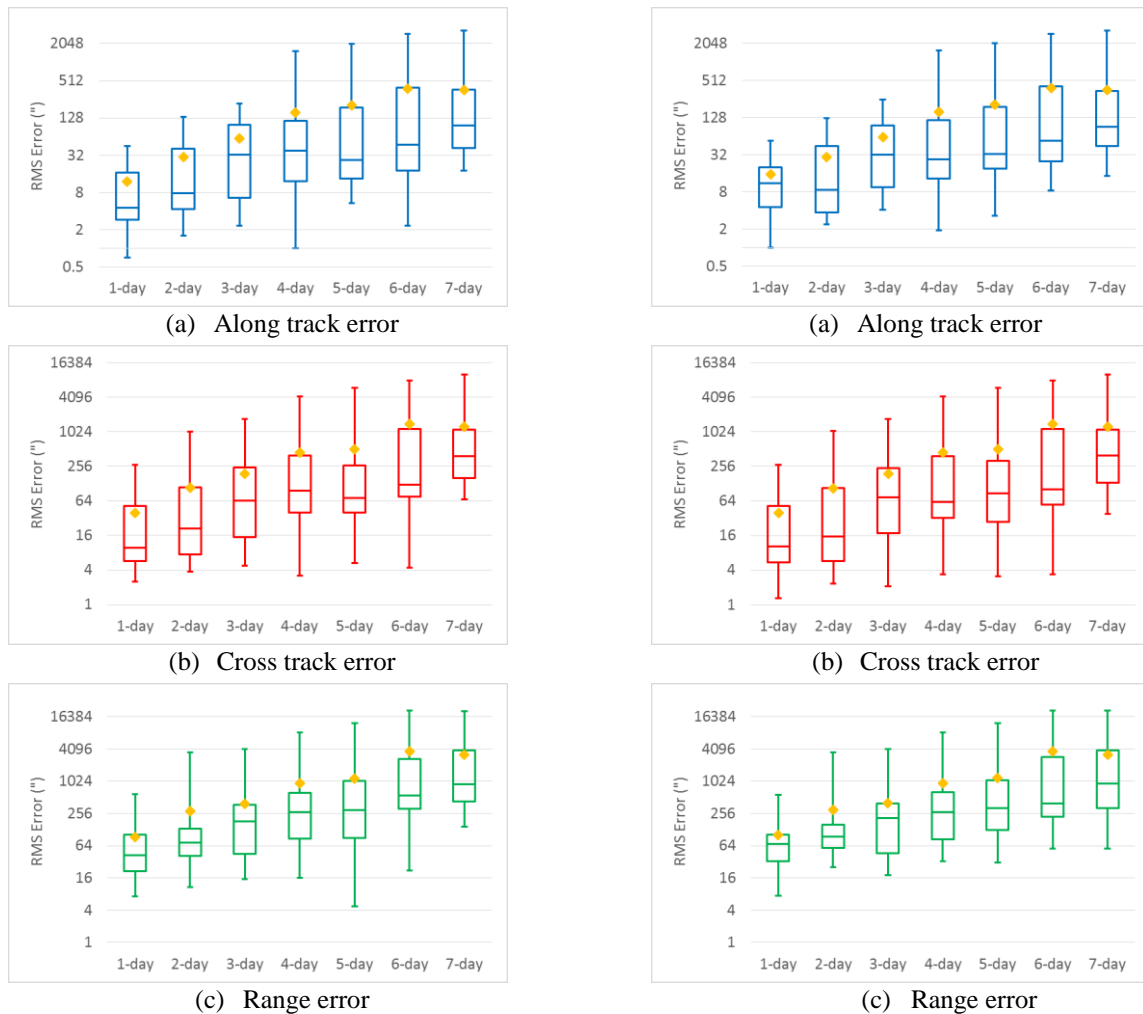 RMS Error (")
2048
512
128
32
8
2
0.5
1-day 2-day 3-day 4-day 5-day 6-day 7-day
(a) Along track error
RMS Error (")
16384
4096
1024
256
64
16
4
1
1-day 2-day 3-day 4-day 5-day 6-day 7-day
(b) Cross track error
RMS Error (")
16384
4096
1024
256
64
16
4
1
1-day 2-day 3-day 4-day 5-day 6-day 7-day
(c) Range error
RMS Error (")
2048
512
128
32
8
2
0.5
1-day 2-day 3-day 4-day 5-day 6-day 7-day
(a) Along track error
RMS Error (")
16384
4096
1024
256
64
16
4
1
1-day 2-day 3-day 4-day 5-day 6-day 7-day
(b) Cross track error
RMS Error (")
16384
4096
1024
256
64
16
4
1
1-day 2-day 3-day 4-day 5-day 6-day 7-day
(c) Range error